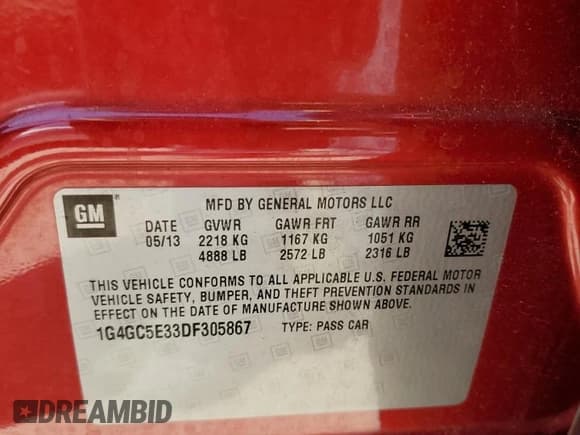 GM
MFD BY GENERAL MOTORS LLC
DATE GVWR GAWR FRT GAWR RR
05/13 2218 KG 1167 KG 1051 KG
4888 LB 2572 LB 2316 LB
THIS VEHICLE CONFORMS TO ALL APPLICABLE U.S. FEDERAL MOTOR
VEHICLE SAFETY, BUMPER, AND THEFT PREVENTION STANDARDS IN
EFFECT ON THE DATE OF MANUFACTURE SHOWN ABOVE.
1G4GC5E33DF305867 TYPE: PASS CAR
DREAMBID